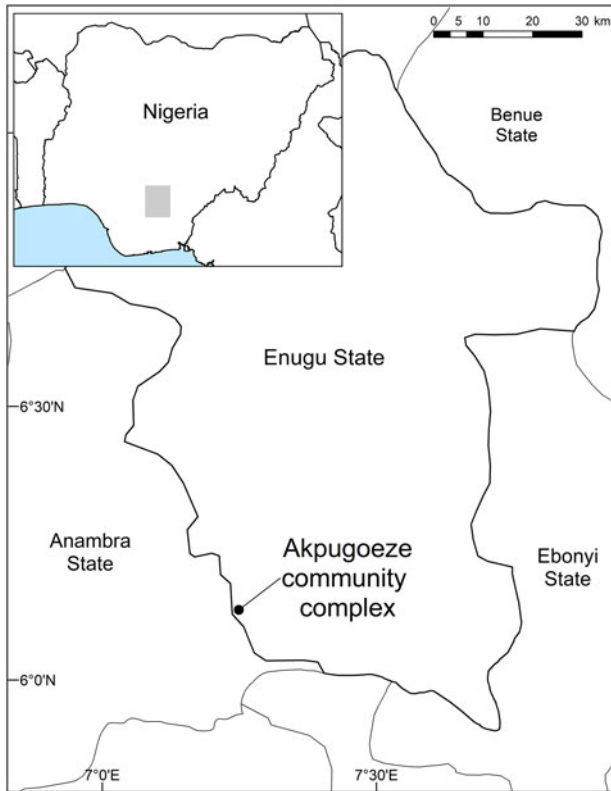 0 5 10 20 30 km
Nigeria
Benue
State
Enugu State
6°30'N
Anambra
State
Akpugoeze
community
complex
Ebonyi
State
6°0'N
7°0'E
7°30'E